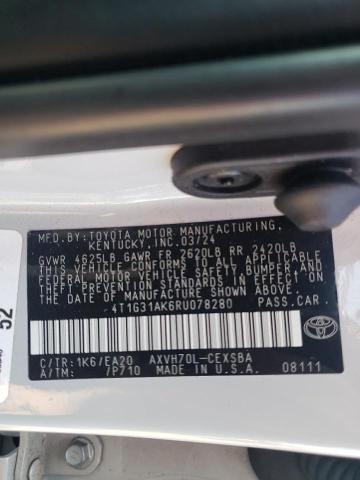 MFD.BY:TOYOTA MOTOR MANUFACTURING,
KENTUCKY, INC.03/24
GVWR 4625LB GAWR FR 2620LB RR 2420LB
THIS VEHICLE CONFORMS TO ALL APPLICABLE
FEDERAL MOTOR VEHICLE SAFETY, BUMPER, AND
THEFT PREVENTION STANDARDS IN EFFECT ON
THE DATE OF MANUFACTURE SHOWN ABOVE.
4T1G31AK6RU078280 PASS.CAR
C/TR:1K6/EA20 AXVH70L-CEXSBA
A/TM: /P710 MADE IN U.S.A. 08111
52